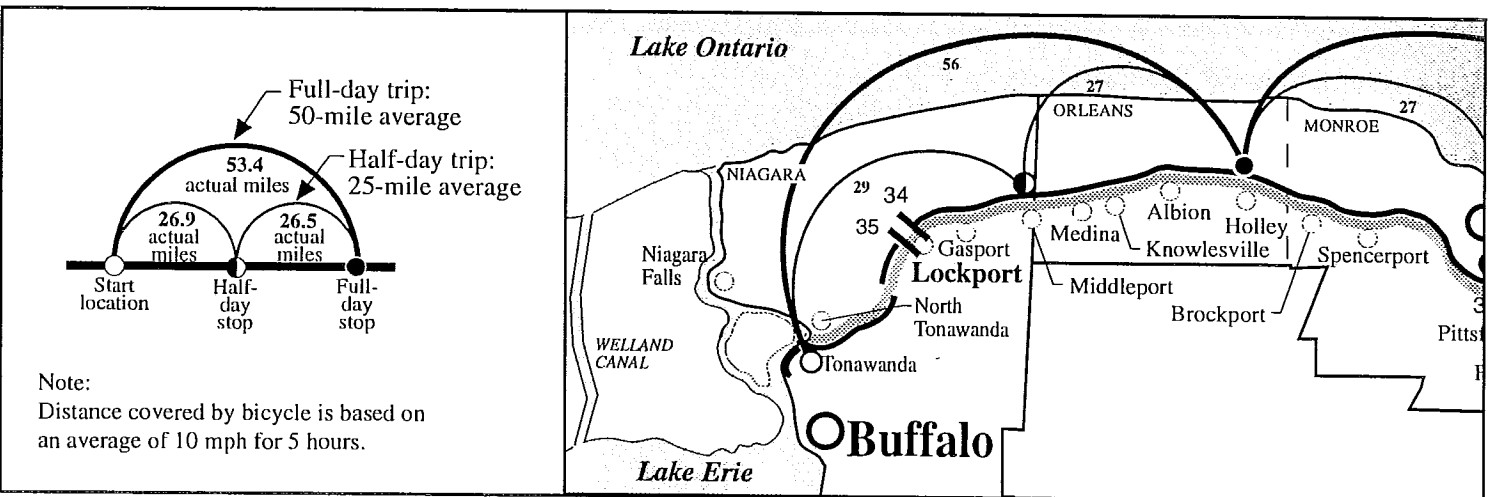 Full-day trip:
50-mile average
53.4
actual miles
Half-day trip:
25-mile average
26.9
actual
miles
26.5
actual
miles
Start
location
Half-
day
stop
Full-
day
stop
Note:
Distance covered by bicycle is based on
an average of 10 mph for 5 hours.
Lake Ontario
56
27
ORLEANS
27
MONROE
NIAGARA
29
34
35
Niagara
Falls
Gasport
Lockport
Medina
Albion
Knowlesville
Holley
Spencerport
Middleport
Brockport
North
Tonawanda
WELLAND
CANAL
Tonawanda
Buffalo
Lake Erie